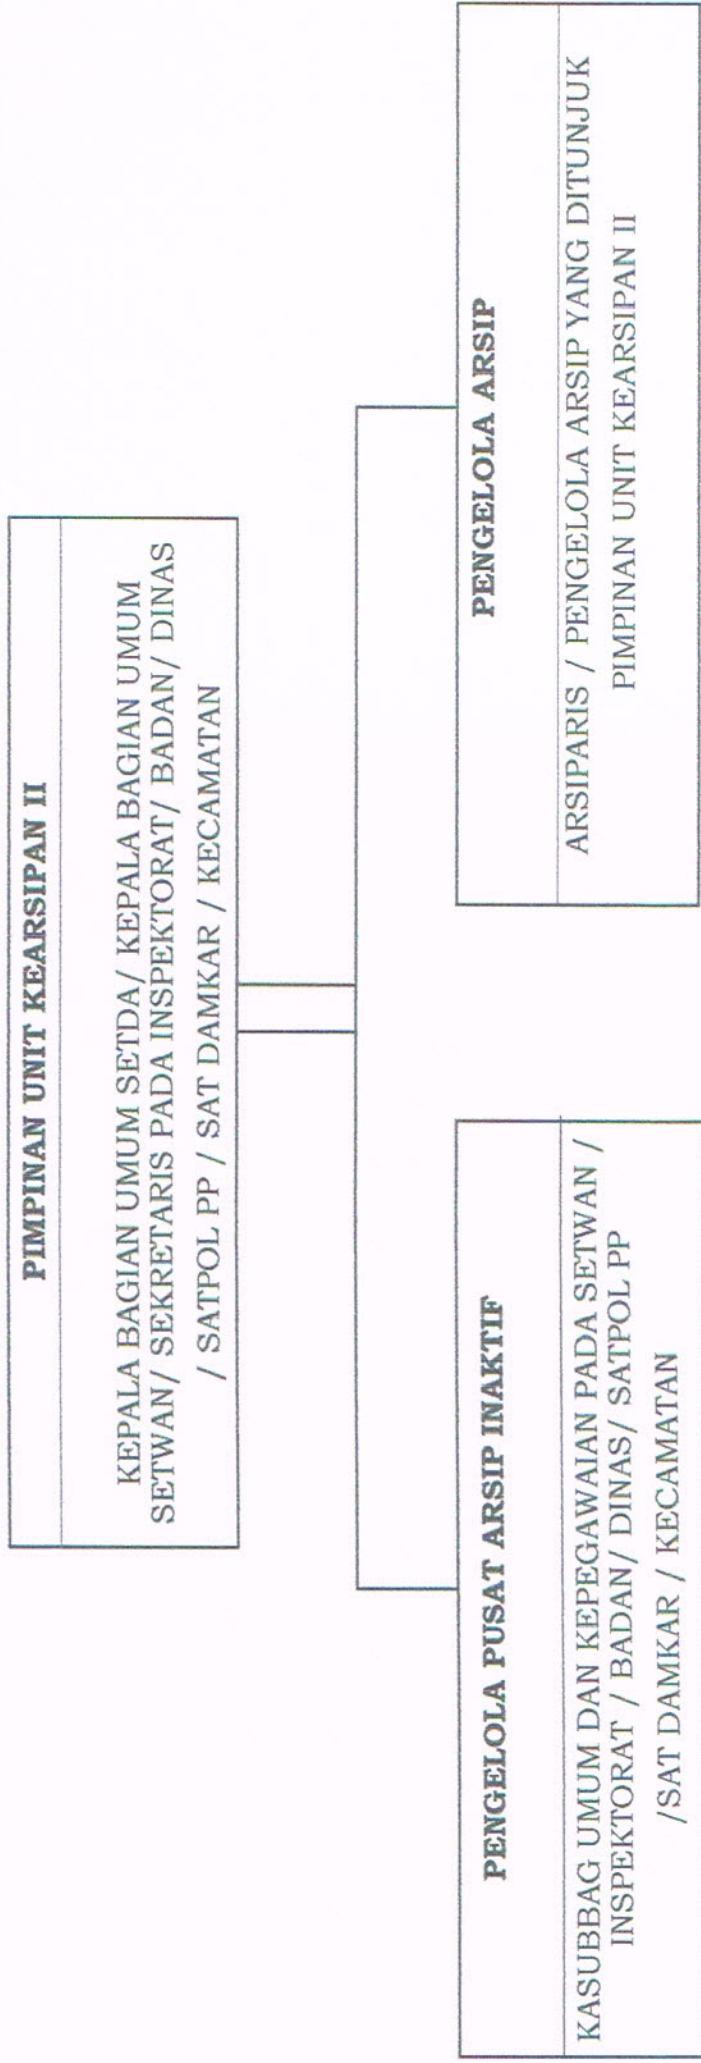 PIMPINAN UNIT KEARSIPAN II
KEPALA BAGIAN UMUM SETDA/ KEPALA BAGIAN UMUM
SETWAN/ SEKRETARIS PADA INSPEKTORAT/ BADAN/ DINAS
/ SATPOL PP / SAT DAMKAR / KECAMATAN
PENGELOLA PUSAT ARSIP INAKTIF
KASUBBAG UMUM DAN KEPEGAWAIAN PADA SETWAN /
INSPEKTORAT / BADAN/ DINAS/ SATPOL PP
/SAT DAMKAR / KECAMATAN
PENGELOLA ARSIP
ARSIPARIS / PENGELOLA ARSIP YANG DITUNJUK
PIMPINAN UNIT KEARSIPAN II